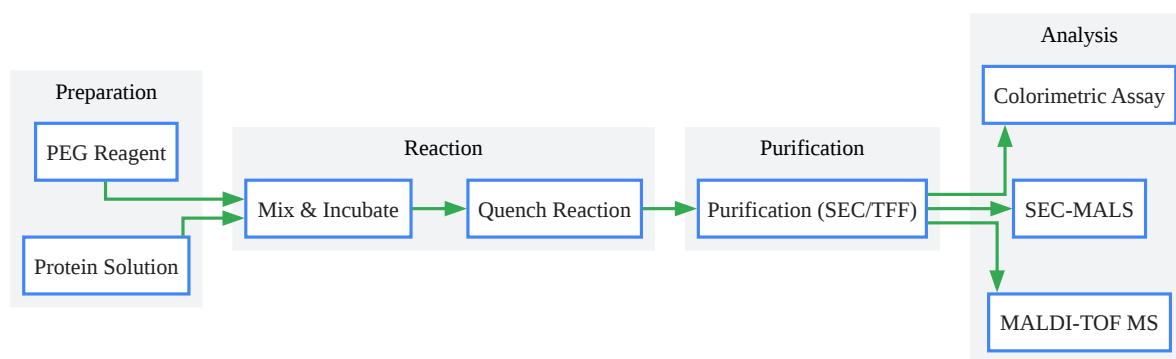 Preparation
PEG Reagent
Protein Solution
Reaction
Mix & Incubate
Quench Reaction
Purification
Purification (SEC/TFF)
Analysis
Colorimetric Assay
SEC-MALS
MALDI-TOF MS